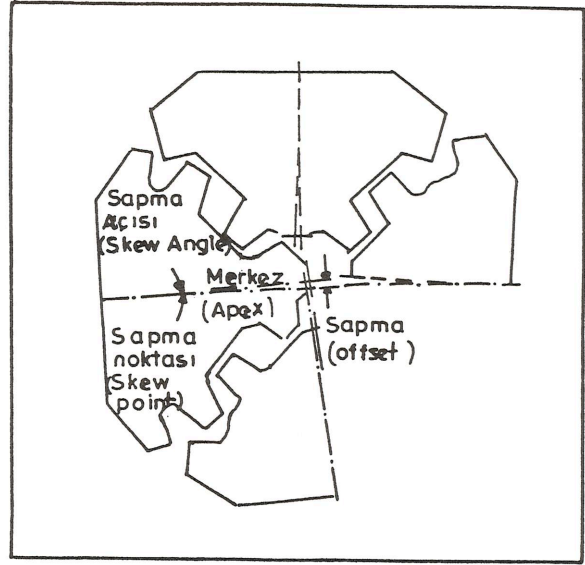 Sapma
Açısı
(Skew Angle)
Merkez
(Apex)
Sapma
noktası
(Skew
point)
Sapma
(offset)